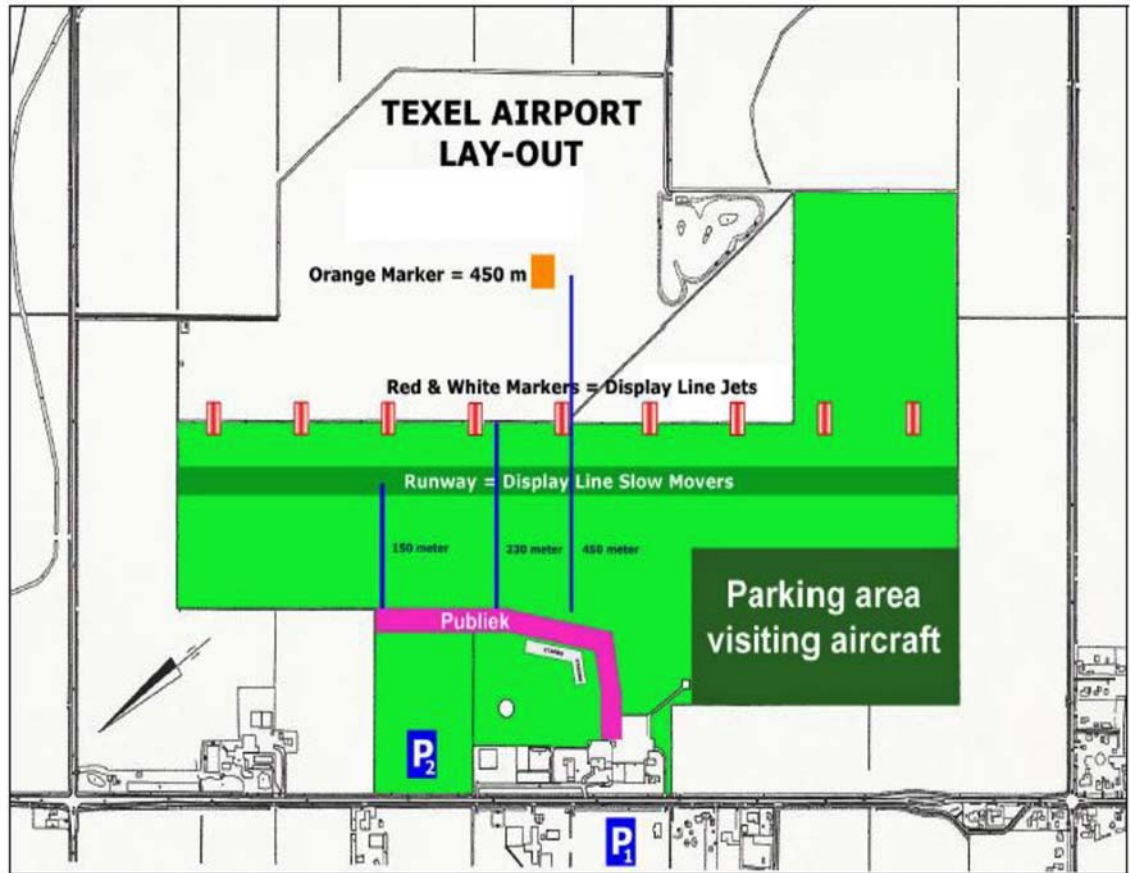 TEXEL AIRPORT
LAY-OUT
Orange Marker = 450 m
Red & White Markers = Display Line Jets
Runway = Display Line Slow Movers
150 meter
230 meter
450 meter
Parking area
visiting aircraft
Publiek
P2
P1